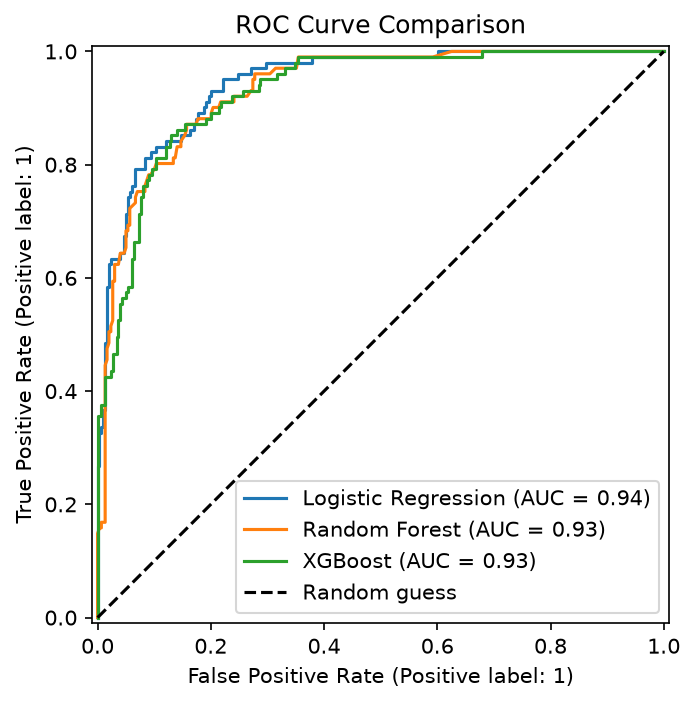 ROC Curve Comparison
True Positive Rate (Positive label: 1)
1.0
0.8
0.6
0.4
0.2
0.0
Logistic Regression (AUC = 0.94)
Random Forest (AUC = 0.93)
XGBoost (AUC = 0.93)
Random guess
0.0 0.2 0.4 0.6 0.8 1.0
False Positive Rate (Positive label: 1)